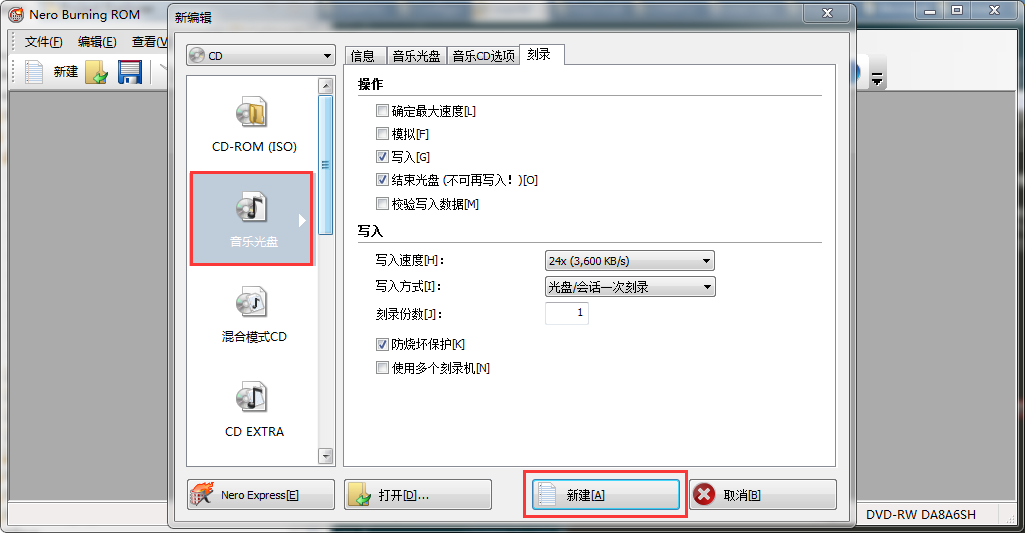 Nero Burning ROM
新编辑
文件(F) 编辑(E) 查看(V
新建
CD
CD-ROM (ISO)
音乐光盘
混合模式CD
CD EXTRA
信息 音乐光盘 音乐CD选项 刻录
操作
确定最大速度[L]
模拟[F]
写入[G]
结束光盘 (不可再写入！)[O]
校验写入数据[M]
写入
写入速度[H]： 24x (3,600 KB/s)
写入方式[I]： 光盘/会话一次刻录
刻录份数[J]： 1
防烧坏保护[K]
使用多个刻录机[N]
Nero Express[E] 打开[D]... 新建[A] 取消[B]
DVD-RW DA8A6SH